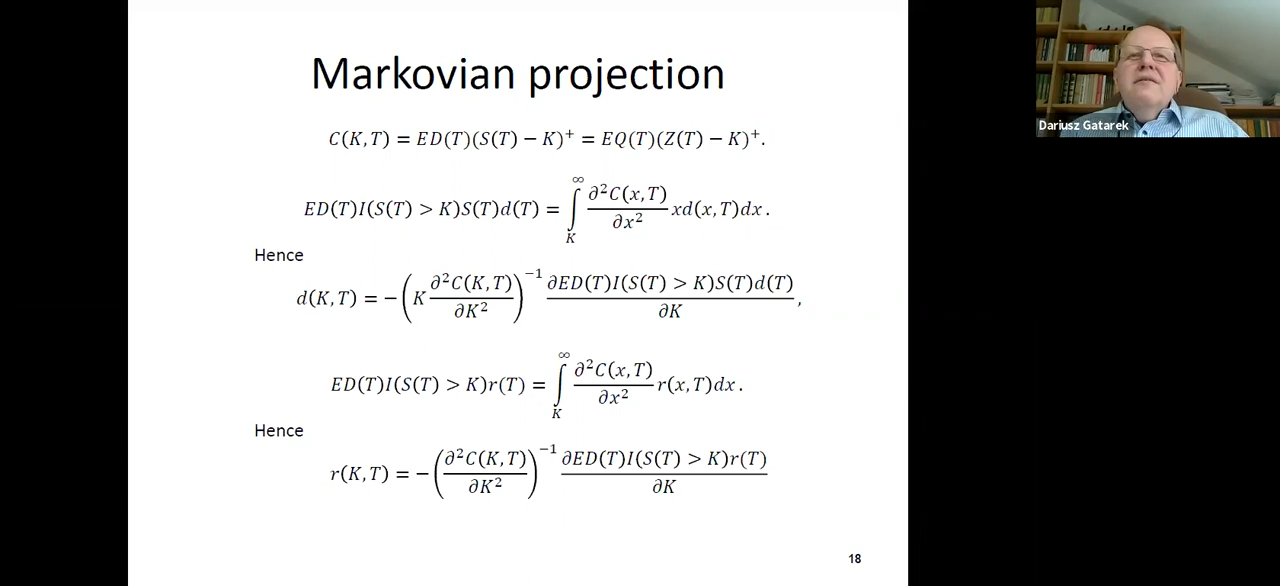 Markovian projection
Dariusz Gatarek
C(K,T) = ED(T)(S(T) − K)⁺ = EQ(T)(Z(T) − K)⁺.
ED(T)I(S(T) > K)S(T)d(T) = ∫_K^∞ ∂²C(x,T)/∂x² xd(x,T)dx.
Hence
d(K,T) = −(K ∂²C(K,T)/∂K²)⁻¹ ∂ED(T)I(S(T) > K)S(T)d(T)/∂K,
ED(T)I(S(T) > K)r(T) = ∫_K^∞ ∂²C(x,T)/∂x² r(x,T)dx.
Hence
r(K,T) = −(∂²C(K,T)/∂K²)⁻¹ ∂ED(T)I(S(T) > K)r(T)/∂K
18